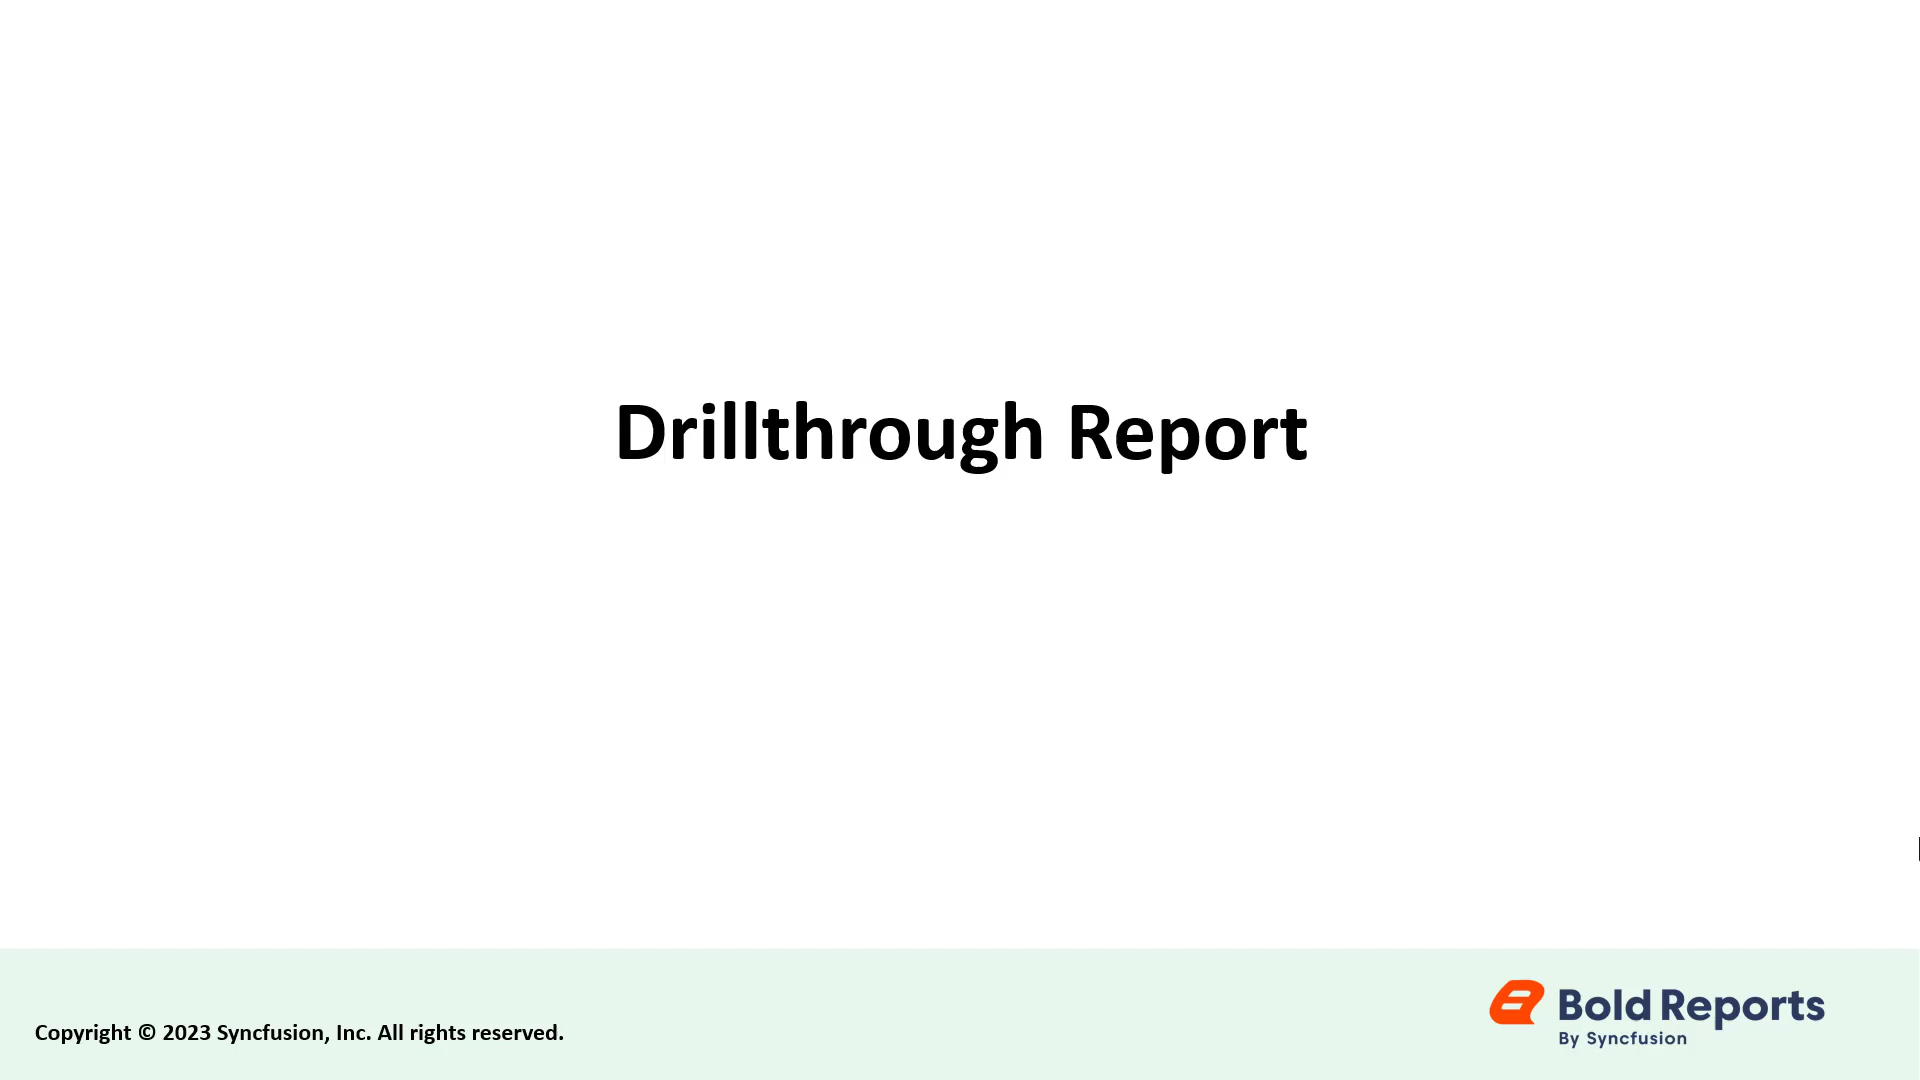 Drillthrough Report
Copyright © 2023 Syncfusion, Inc. All rights reserved.
Bold Reports
By Syncfusion